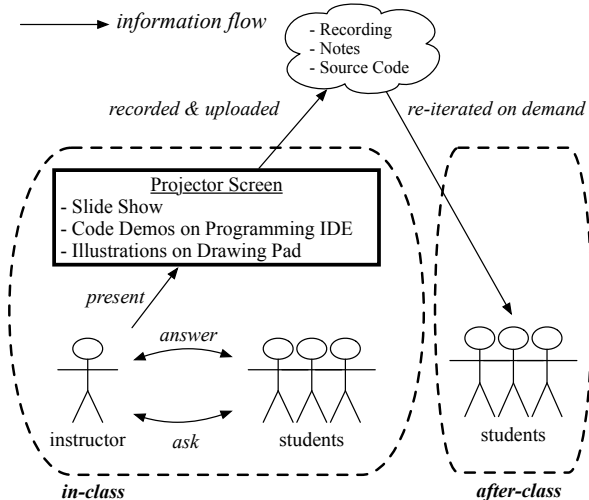 information flow
- Recording
- Notes
- Source Code
recorded & uploaded
re-iterated on demand
Projector Screen
- Slide Show
- Code Demos on Programming IDE
- Illustrations on Drawing Pad
present
answer
ask
instructor
students
students
in-class
after-class